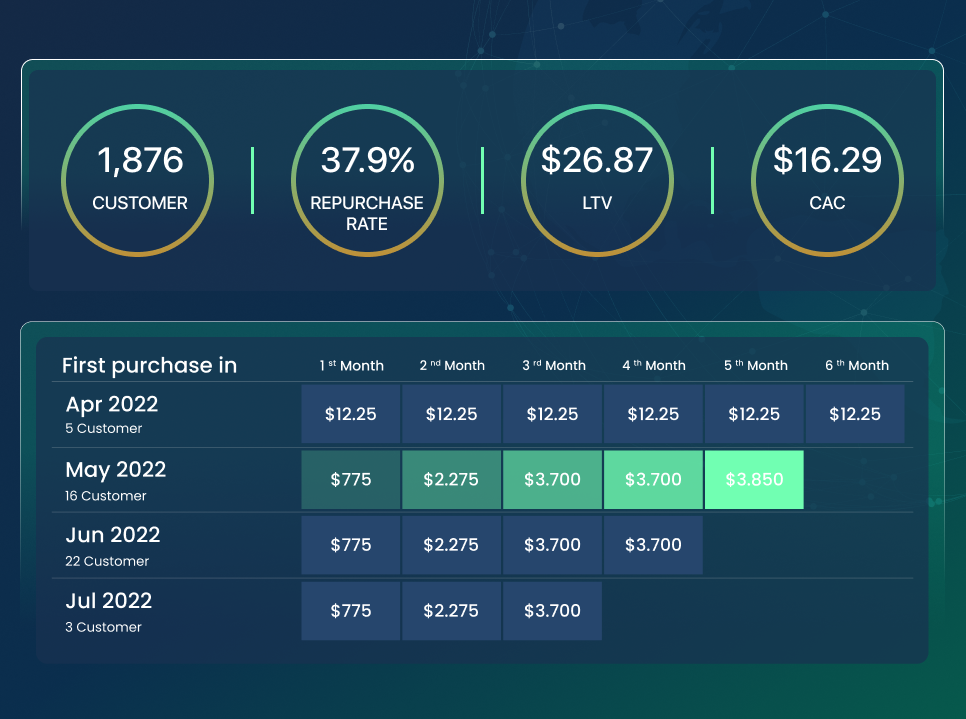 1,876 37.9% $26.87 $16.29
CUSTOMER REPURCHASE RATE LTV CAC
First purchase in 1 st Month 2 nd Month 3 rd Month 4 th Month 5 th Month 6 th Month
Apr 2022
5 Customer
$12.25 $12.25 $12.25 $12.25 $12.25 $12.25
May 2022
16 Customer
$775 $2.275 $3.700 $3.700 $3.850
Jun 2022
22 Customer
$775 $2.275 $3.700 $3.700
Jul 2022
3 Customer
$775 $2.275 $3.700